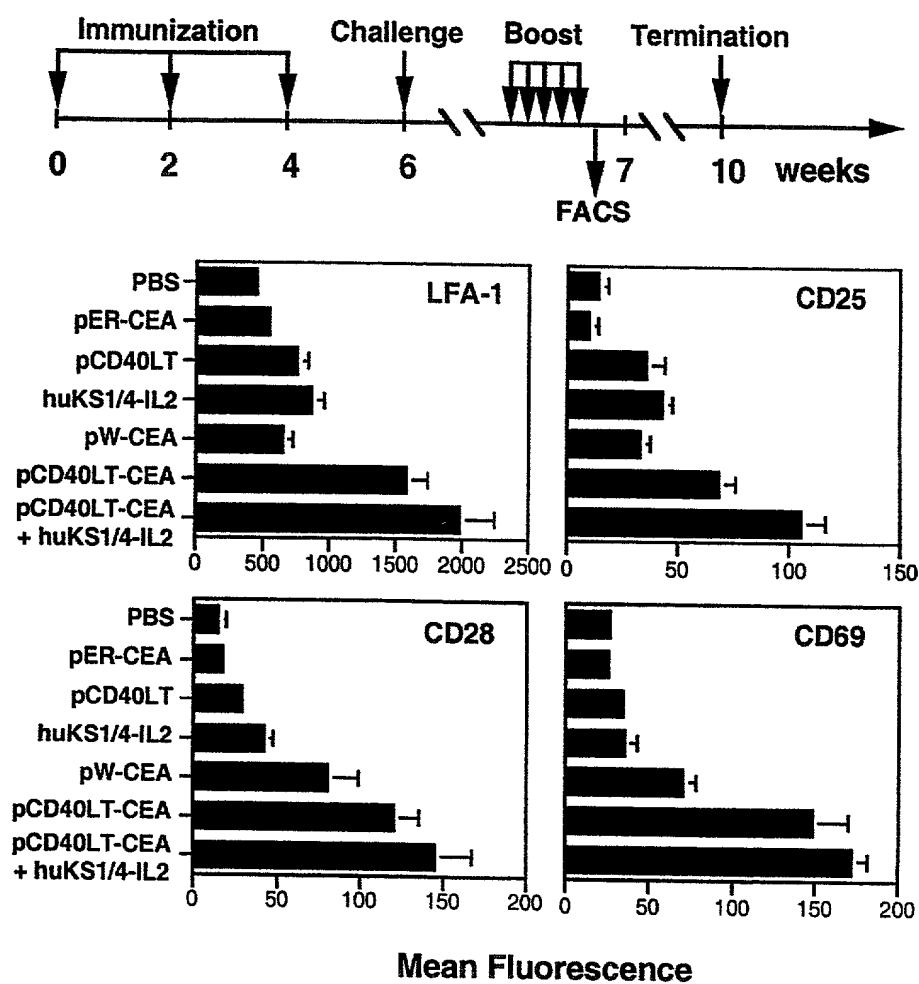 Immunization Challenge Boost Termination
0 2 4 6 7 10 weeks
FACS
LFA-1
PBS
pER-CEA
pCD40LT
huKS1/4-IL2
pW-CEA
pCD40LT-CEA
pCD40LT-CEA
+ huKS1/4-IL2
0 500 1000 1500 2000 2500
CD25
0 50 100 150
CD28
PBS
pER-CEA
pCD40LT
huKS1/4-IL2
pW-CEA
pCD40LT-CEA
pCD40LT-CEA
+ huKS1/4-IL2
0 50 100 150 200
CD69
0 50 100 150 200
Mean Fluorescence